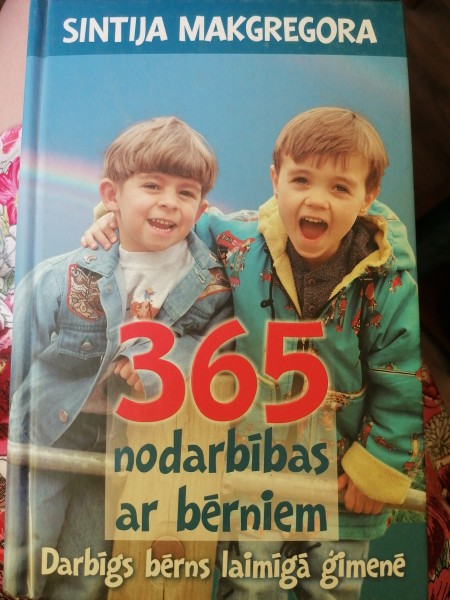 SINTIJA MAKGREGORA
365
nodarbības
ar bērniem
Darbīgs bērns laimīgā ģimenē